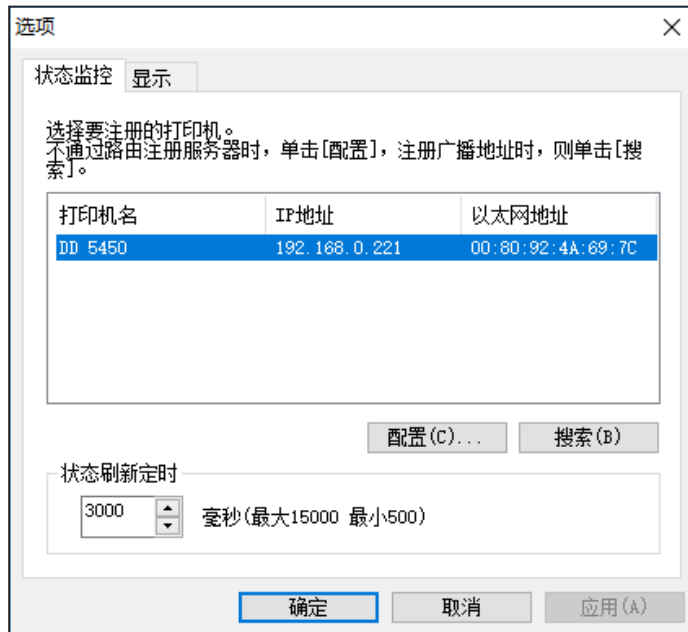 选项
状态监控 显示
选择要注册的打印机。
不通过路由注册服务器时，单击[配置]，注册广播地址时，则单击[搜
索]。
打印机名 IP地址 以太网地址
DD 5450 192.168.0.221 00:80:92:4A:69:7C
配置(C)... 搜索(B)
状态刷新定时
3000 毫秒(最大15000 最小500)
确定 取消 应用(A)